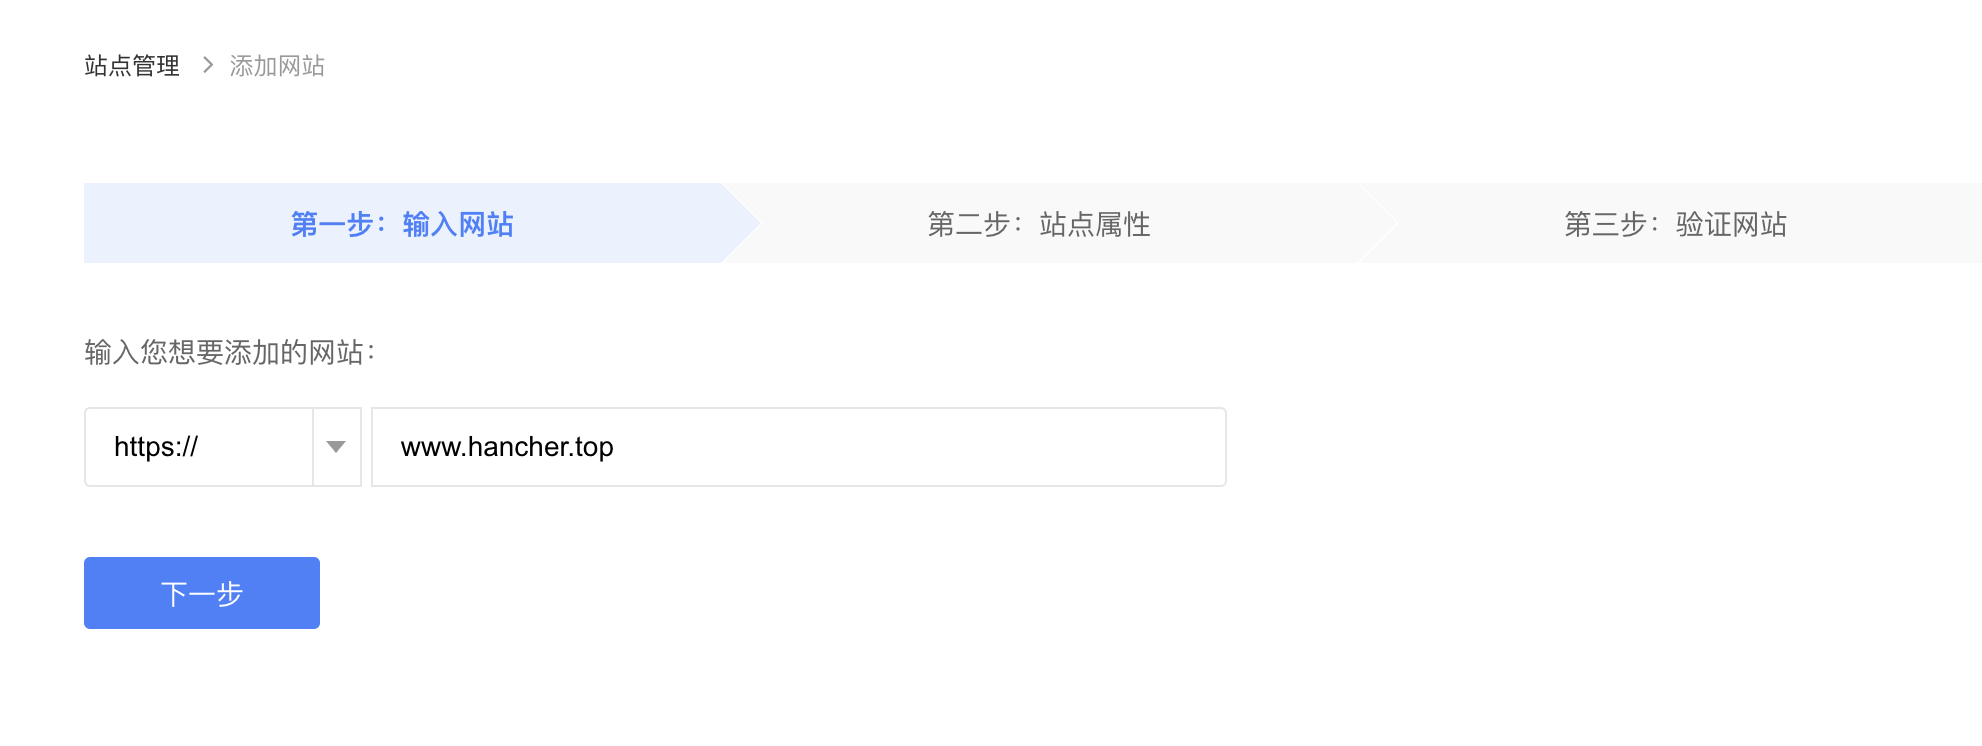 站点管理 > 添加网站
第一步：输入网站 第二步：站点属性 第三步：验证网站
输入您想要添加的网站：
https:// www.hancher.top
下一步